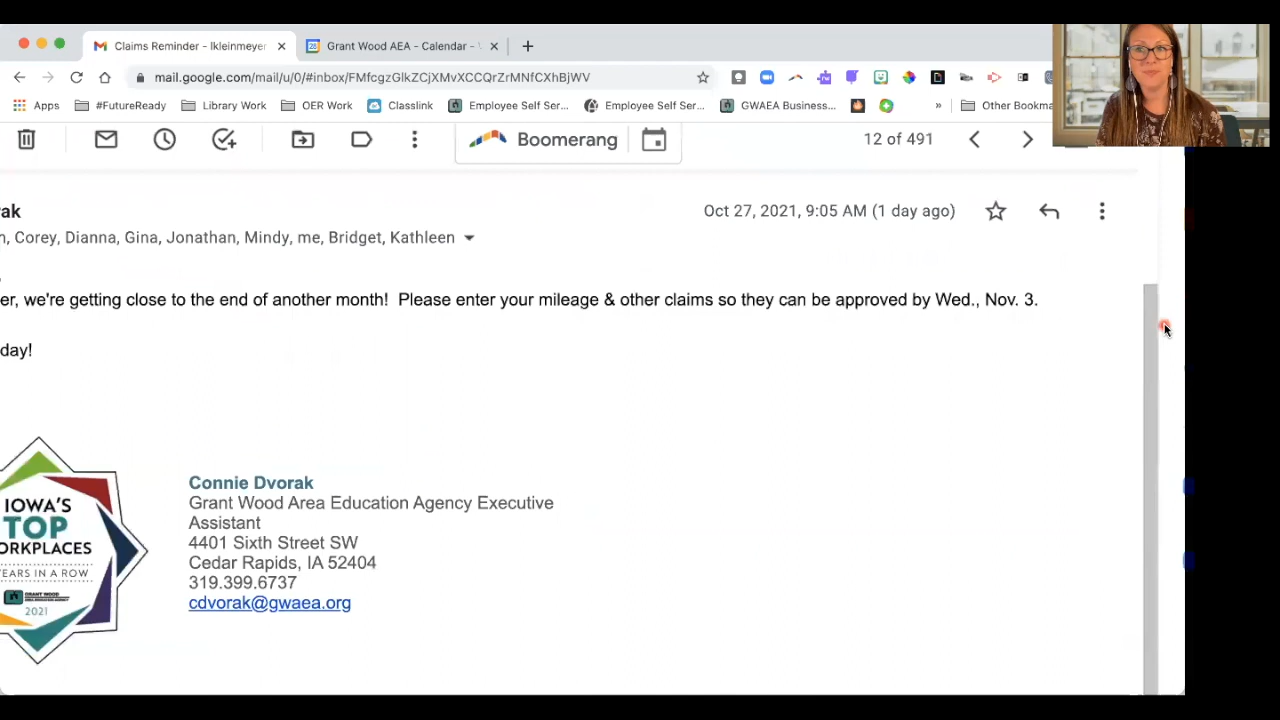 Claims Reminder - lkleinmeyer
Grant Wood AEA - Calendar -
mail.google.com/mail/u/0/#inbox/FMfcgzGlkZCjXMvXCCQrZrMNfCXhBjWV
Apps #FutureReady Library Work OER Work Classlink Employee Self Ser... Employee Self Ser... GWAEA Business... » Other Bookma
Boomerang 12 of 491
rak Oct 27, 2021, 9:05 AM (1 day ago)
n, Corey, Dianna, Gina, Jonathan, Mindy, me, Bridget, Kathleen
er, we're getting close to the end of another month! Please enter your mileage & other claims so they can be approved by Wed., Nov. 3.
day!
IOWA'S
TOP
ORKPLACES
YEARS IN A ROW
GRANT WOOD
2021
Connie Dvorak
Grant Wood Area Education Agency Executive
Assistant
4401 Sixth Street SW
Cedar Rapids, IA 52404
319.399.6737
cdvorak@gwaea.org